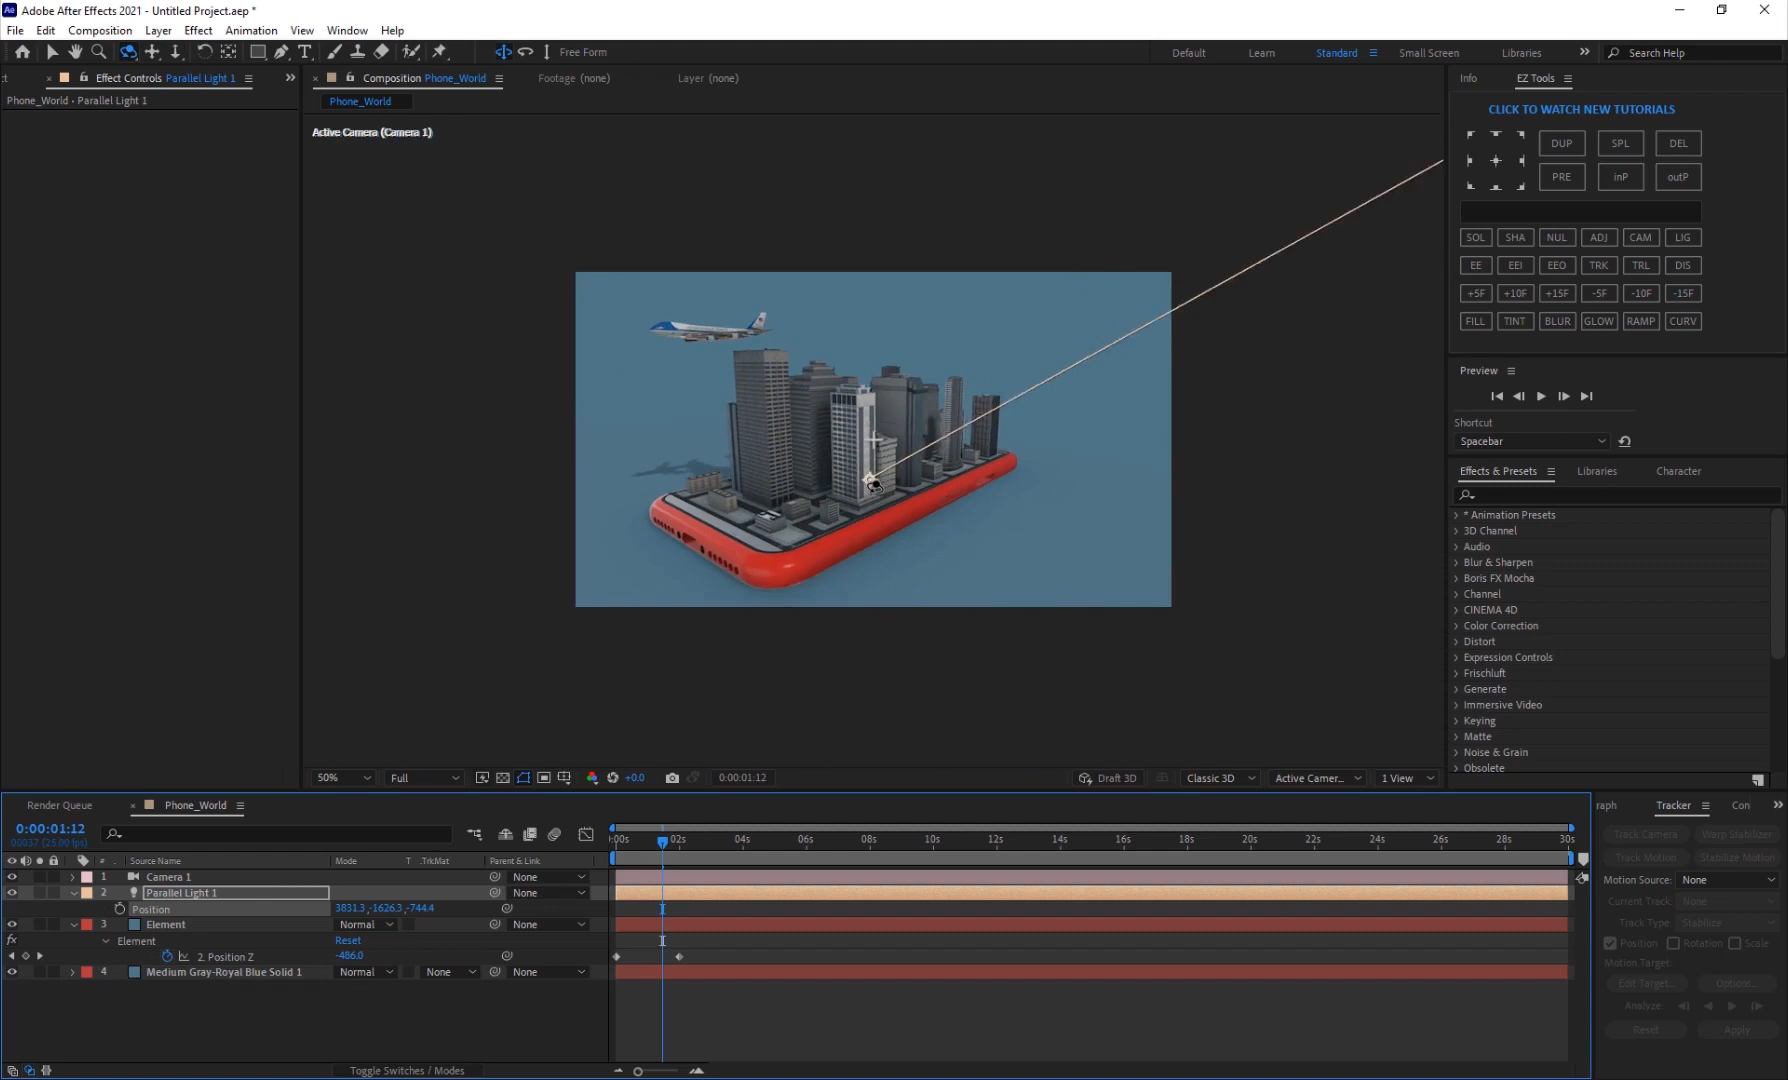 Ae Adobe After Effects 2021 - Untitled Project.aep *
File Edit Composition Layer Effect Animation View Window Help
Free Form Default Learn Standard Small Screen Libraries Search Help
Effect Controls Parallel Light 1
Phone_World • Parallel Light 1
Composition Phone_World Footage (none) Layer (none)
Phone_World
Active Camera (Camera 1)
50% Full +0.0 0:00:01:12 Draft 3D Classic 3D Active Camer... 1 View
Info EZ Tools
CLICK TO WATCH NEW TUTORIALS
DUP SPL DEL
PRE inP outP
SOL SHA NUL ADJ CAM LIG
EE EEI EEO TRK TRL DIS
+5F +10F +15F -5F -10F -15F
FILL TINT BLUR GLOW RAMP CURV
Preview
Shortcut
Spacebar
Effects & Presets Libraries Character
* Animation Presets
3D Channel
Audio
Blur & Sharpen
Boris FX Mocha
Channel
CINEMA 4D
Color Correction
Distort
Expression Controls
Frischluft
Generate
Immersive Video
Keying
Matte
Noise & Grain
Obsolete
Render Queue Phone_World
0:00:01:12
00037 (25.00 fps)
:00s 02s 04s 06s 08s 10s 12s 14s 16s 18s 20s 22s 24s 26s 28s 30s
# Source Name Mode T .TrkMat Parent & Link
1 Camera 1 None
2 Parallel Light 1 None
Position 3831.3,-1626.3,-744.4
3 Element Normal None
fx Element Reset
2. Position Z -486.0
4 Medium Gray-Royal Blue Solid 1 Normal None None
Toggle Switches / Modes
raph Tracker Con
Track Camera Warp Stabilizer
Track Motion Stabilize Motion
Motion Source: None
Current Track: None
Track Type: Stabilize
Position Rotation Scale
Motion Target:
Edit Target... Options...
Analyze:
Reset Apply